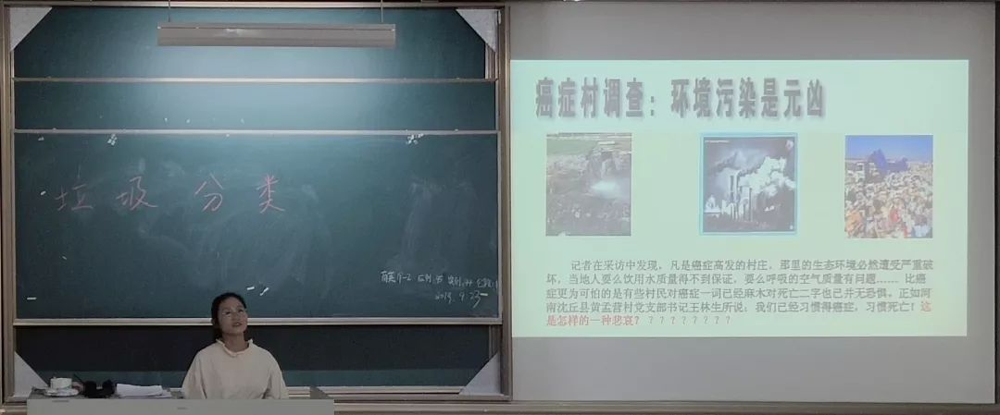 垃圾分类
2019.9.23
癌症村调查：环境污染是元凶
记者在采访中发现，凡是癌症高发的村庄，那里的生态环境必然遭受严重破
坏，当地人要么饮用水质量得不到保证，要么呼吸的空气质量有问题…… 比癌
症更为可怕的是有些村民对癌症一词已经麻木对死亡二字也已并无恐惧。正如河
南沈丘县黄孟营村党支部书记王林生所说：我们已经习惯得癌症，习惯死亡！这
是怎样的一种悲哀？？？？？？？？？